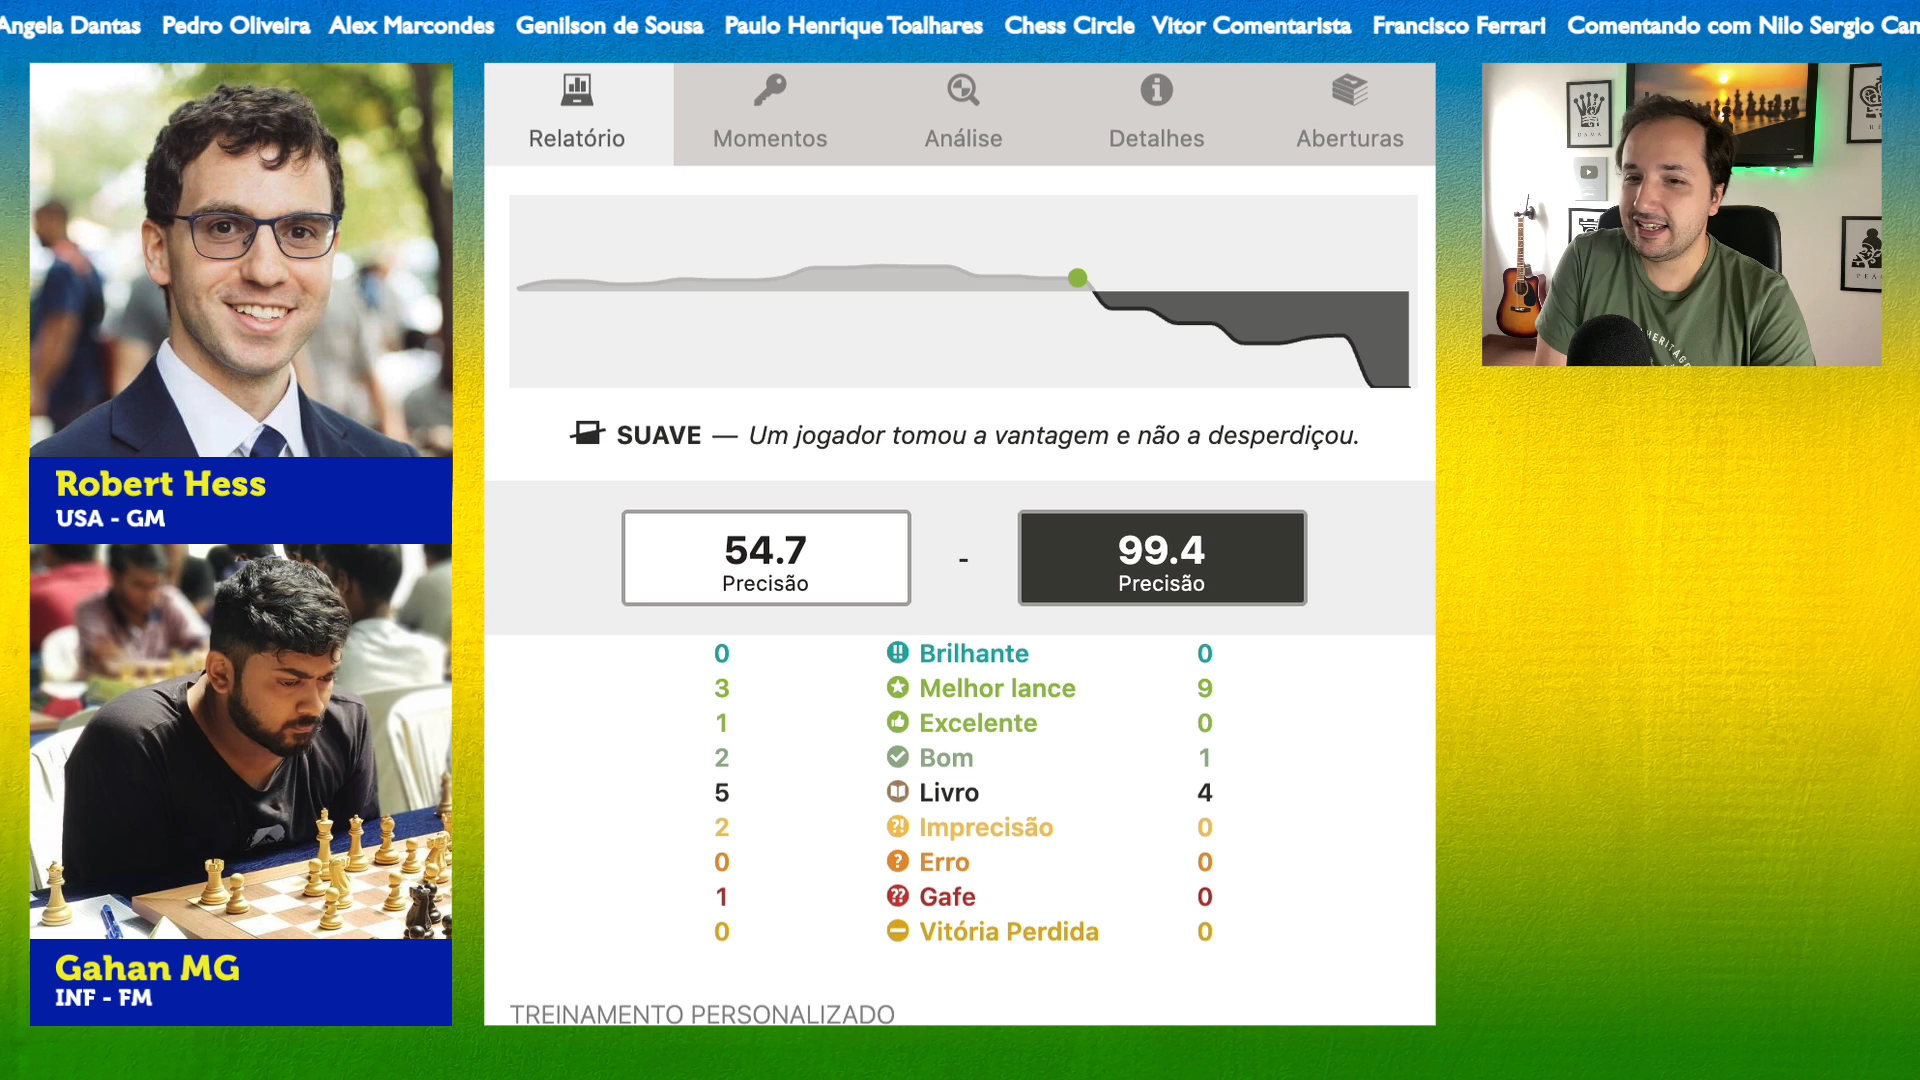 Angela Dantas Pedro Oliveira Alex Marcondes Genilson de Sousa Paulo Henrique Toalhares Chess Circle Vitor Comentarista Francisco Ferrari Comentando com Nilo Sergio Can
Relatório
Momentos
Análise
Detalhes
Aberturas
SUAVE — Um jogador tomou a vantagem e não a desperdiçou.
54.7 - 99.4
Precisão Precisão
0 Brilhante 0
3 Melhor lance 9
1 Excelente 0
2 Bom 1
5 Livro 4
2 Imprecisão 0
0 Erro 0
1 Gafe 0
0 Vitória Perdida 0
TREINAMENTO PERSONALIZADO
Robert Hess
USA - GM
Gahan MG
INF - FM
DAMA